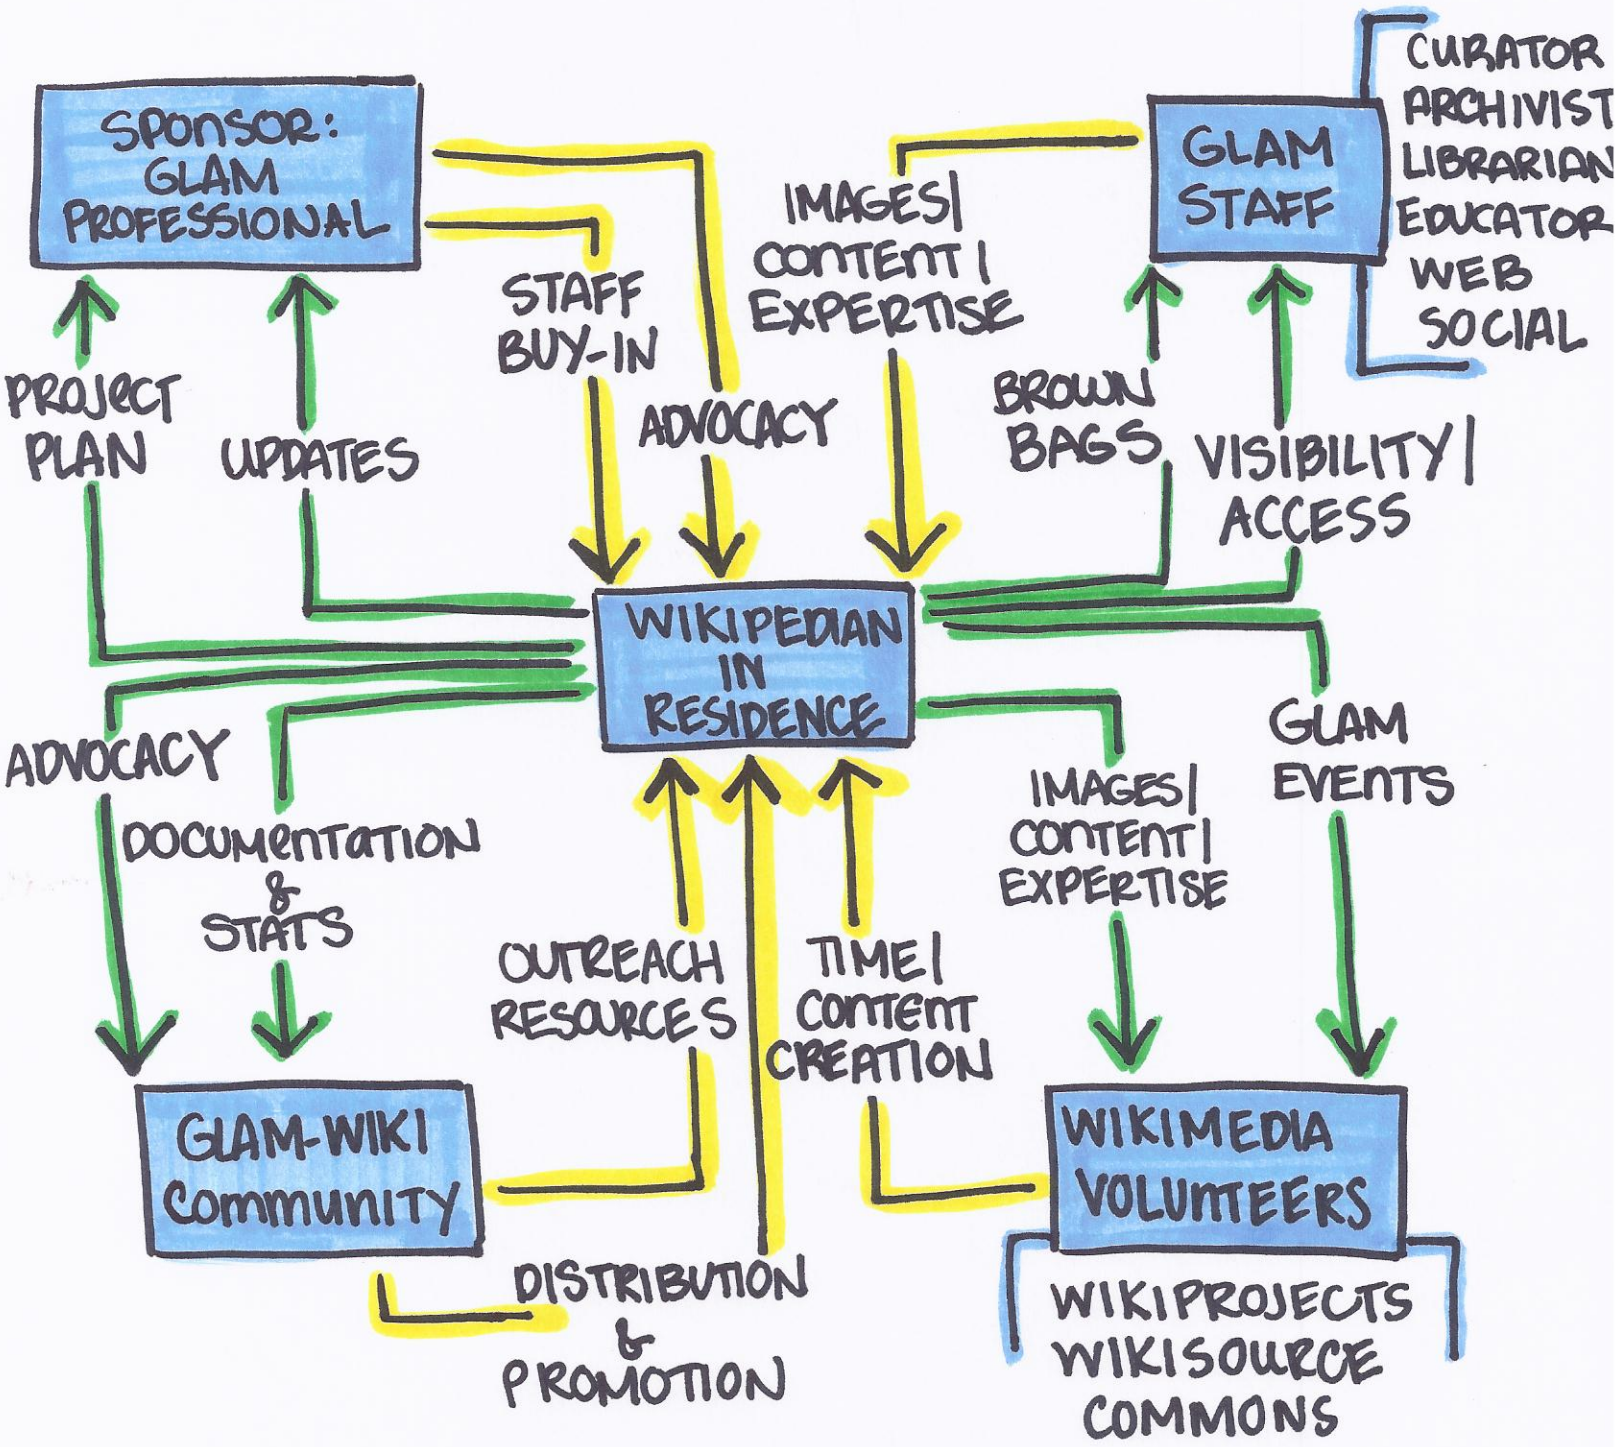 SPONSOR:
GLAM
PROFESSIONAL
GLAM
STAFF
CURATOR
ARCHIVIST
LIBRARIAN
EDUCATOR
WEB
SOCIAL
IMAGES/
CONTENT/
EXPERTISE
STAFF
BUY-IN
PROJECT
PLAN
UPDATES
ADVOCACY
BROWN
BAGS
VISIBILITY/
ACCESS
WIKIPEDIAN
IN
RESIDENCE
ADVOCACY
DOCUMENTATION
&
STATS
GLAM
EVENTS
IMAGES/
CONTENT/
EXPERTISE
OUTREACH
RESOURCES
TIME/
CONTENT
CREATION
GLAM-WIKI
COMMUNITY
WIKIMEDIA
VOLUNTEERS
DISTRIBUTION
&
PROMOTION
WIKIPROJECTS
WIKISOURCE
COMMONS